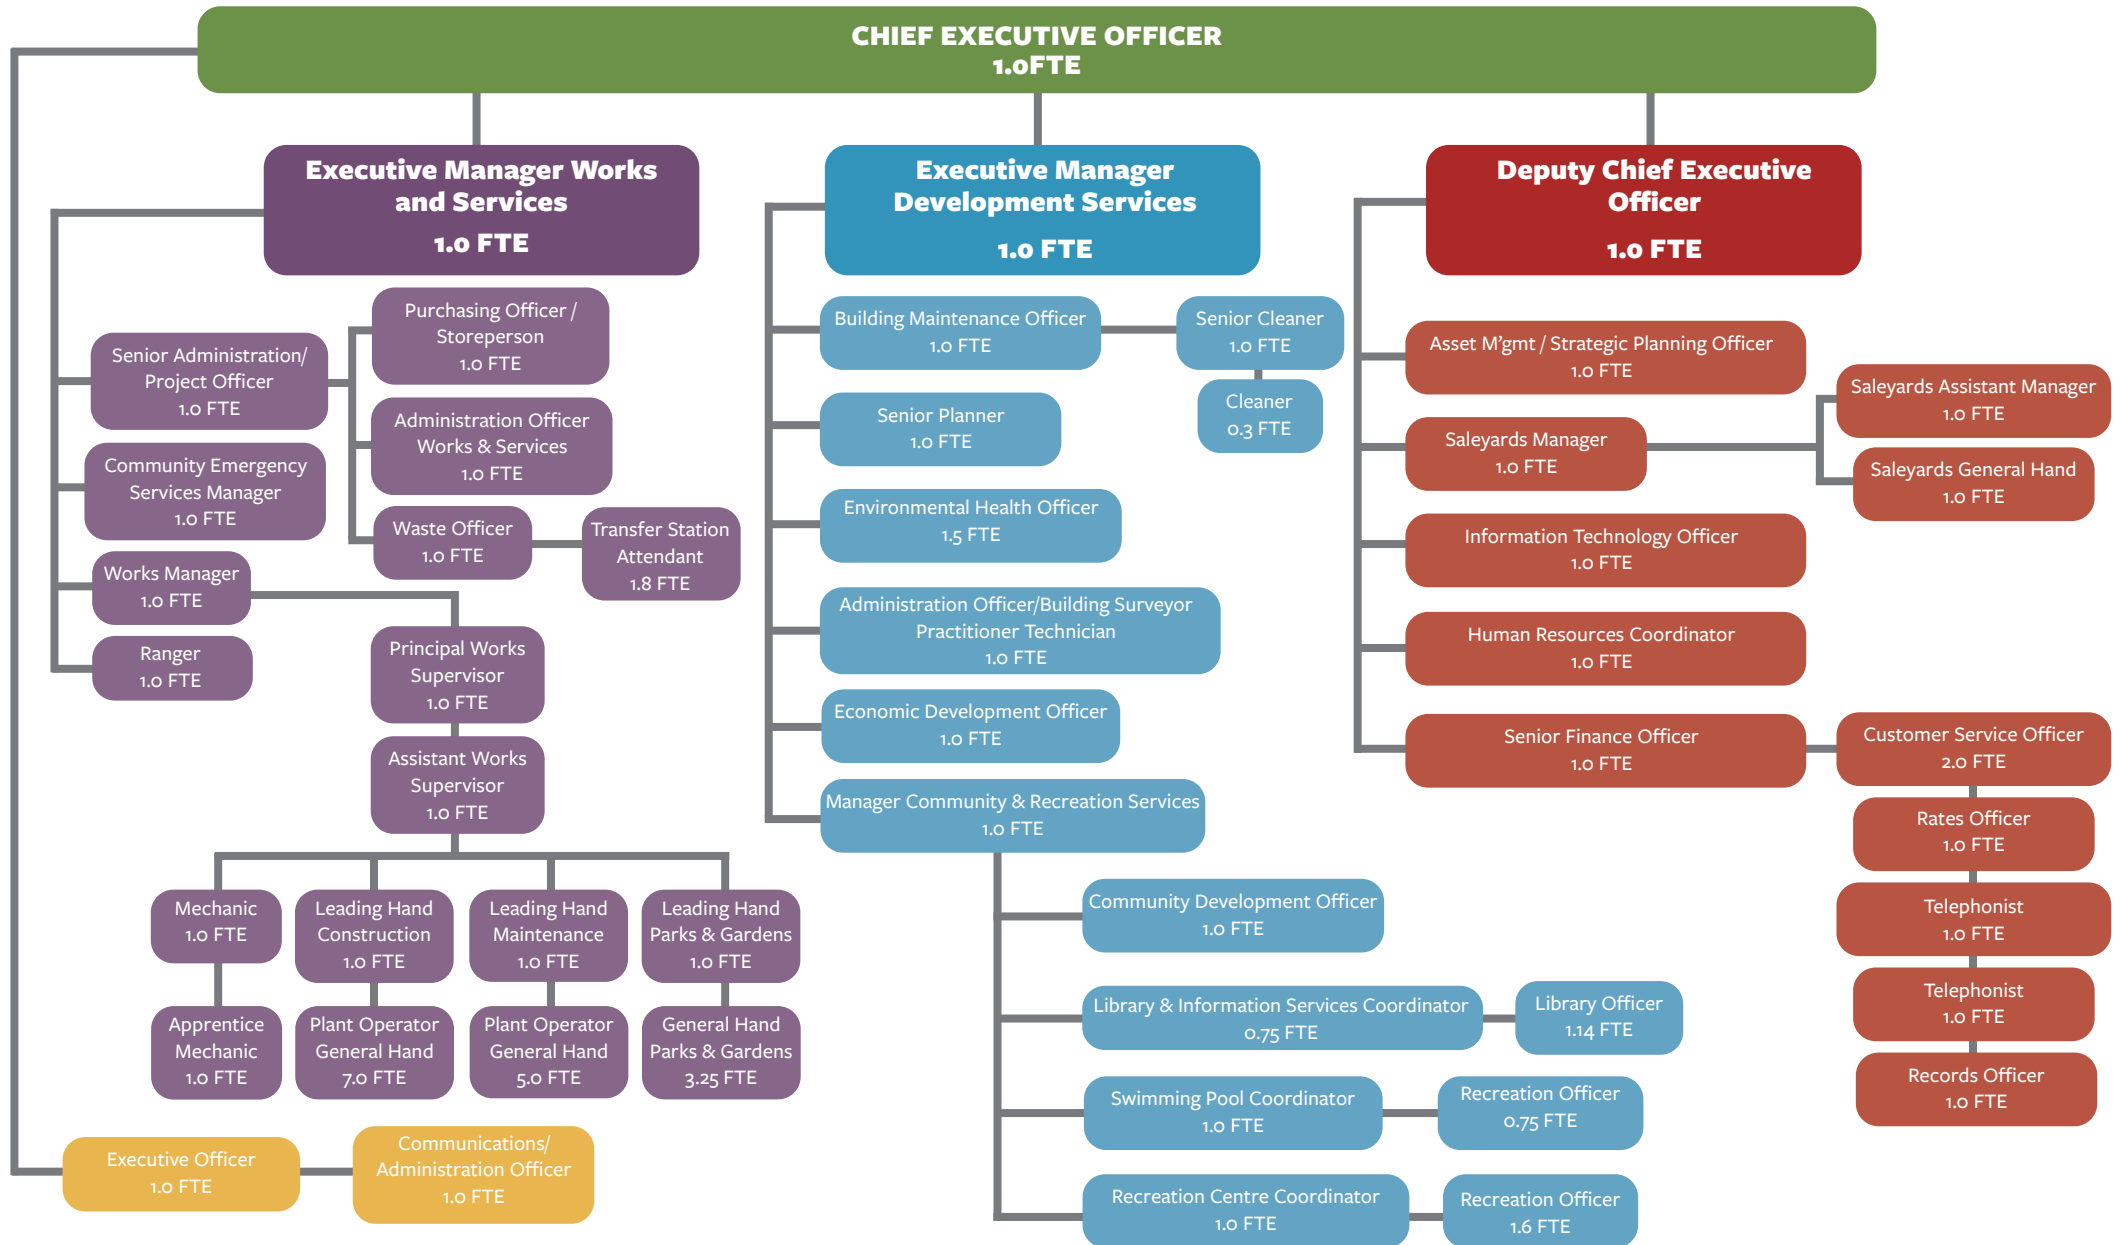 CHIEF EXECUTIVE OFFICER
1.0FTE
Executive Manager Works
and Services
1.0 FTE
Executive Manager
Development Services
1.0 FTE
Deputy Chief Executive
Officer
1.0 FTE
Senior Administration/
Project Officer
1.0 FTE
Purchasing Officer /
Storeperson
1.0 FTE
Administration Officer
Works & Services
1.0 FTE
Waste Officer
1.0 FTE
Transfer Station
Attendant
1.8 FTE
Community Emergency
Services Manager
1.0 FTE
Works Manager
1.0 FTE
Ranger
1.0 FTE
Principal Works
Supervisor
1.0 FTE
Assistant Works
Supervisor
1.0 FTE
Mechanic
1.0 FTE
Leading Hand
Construction
1.0 FTE
Leading Hand
Maintenance
1.0 FTE
Leading Hand
Parks & Gardens
1.0 FTE
Apprentice
Mechanic
1.0 FTE
Plant Operator
General Hand
7.0 FTE
Plant Operator
General Hand
5.0 FTE
General Hand
Parks & Gardens
3.25 FTE
Executive Officer
1.0 FTE
Communications/
Administration Officer
1.0 FTE
Building Maintenance Officer
1.0 FTE
Senior Cleaner
1.0 FTE
Cleaner
0.3 FTE
Senior Planner
1.0 FTE
Environmental Health Officer
1.5 FTE
Administration Officer/Building Surveyor
Practitioner Technician
1.0 FTE
Economic Development Officer
1.0 FTE
Manager Community & Recreation Services
1.0 FTE
Community Development Officer
1.0 FTE
Library & Information Services Coordinator
0.75 FTE
Library Officer
1.14 FTE
Swimming Pool Coordinator
1.0 FTE
Recreation Officer
0.75 FTE
Recreation Centre Coordinator
1.0 FTE
Recreation Officer
1.6 FTE
Asset M'gmt / Strategic Planning Officer
1.0 FTE
Saleyards Manager
1.0 FTE
Saleyards Assistant Manager
1.0 FTE
Saleyards General Hand
1.0 FTE
Information Technology Officer
1.0 FTE
Human Resources Coordinator
1.0 FTE
Senior Finance Officer
1.0 FTE
Customer Service Officer
2.0 FTE
Rates Officer
1.0 FTE
Telephonist
1.0 FTE
Telephonist
1.0 FTE
Records Officer
1.0 FTE